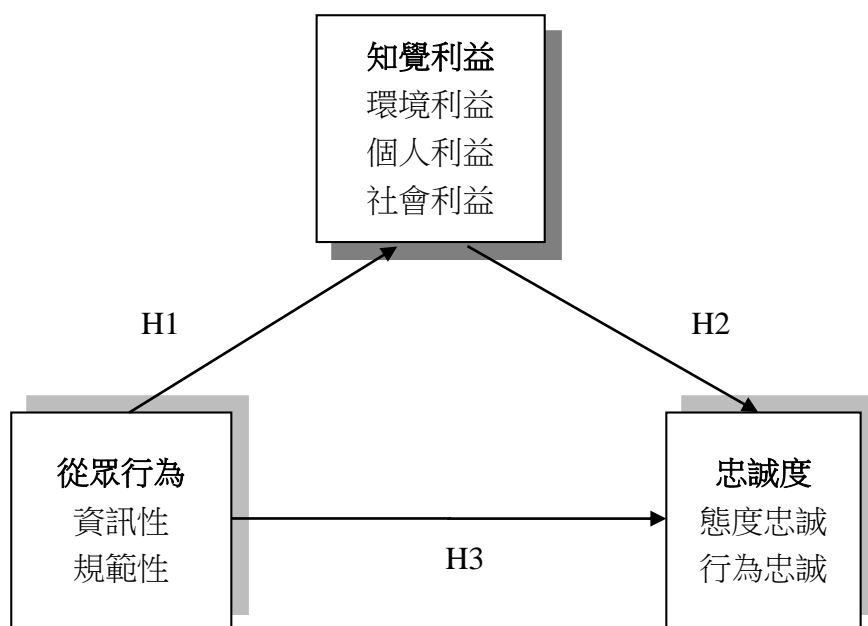 知覺利益
環境利益
個人利益
社會利益
H1
H2
從眾行為
資訊性
規範性
H3
忠誠度
態度忠誠
行為忠誠